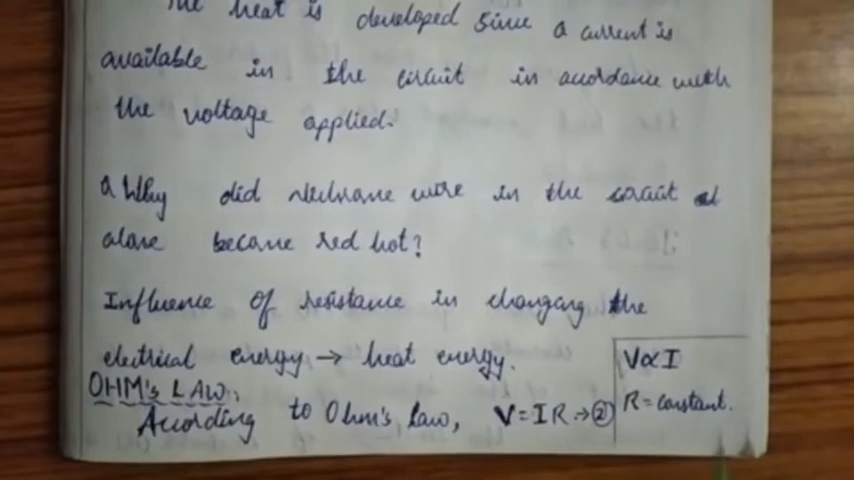 The heat is developed since a current is
available in the circuit in accordance with
the voltage applied.
Q Why did nichrome wire in the circuit
alone become red hot?
Influence of resistance in changing the
electrical energy → heat energy.
OHM's LAW:
According to Ohm's Law, V = IR → ②
V∝I
R = constant.